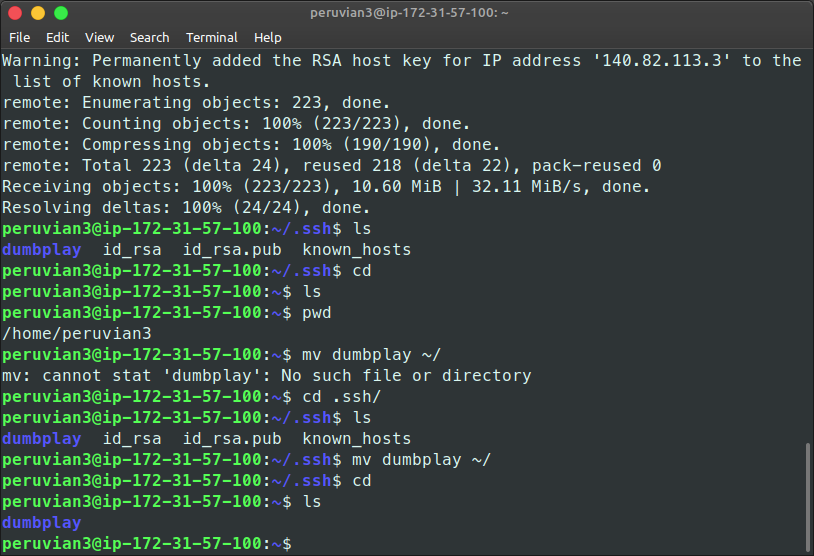 peruvian3@ip-172-31-57-100: ~
File Edit View Search Terminal Help
Warning: Permanently added the RSA host key for IP address '140.82.113.3' to the
 list of known hosts.
remote: Enumerating objects: 223, done.
remote: Counting objects: 100% (223/223), done.
remote: Compressing objects: 100% (190/190), done.
remote: Total 223 (delta 24), reused 218 (delta 22), pack-reused 0
Receiving objects: 100% (223/223), 10.60 MiB | 32.11 MiB/s, done.
Resolving deltas: 100% (24/24), done.
peruvian3@ip-172-31-57-100:~/.ssh$ ls
dumbplay  id_rsa  id_rsa.pub  known_hosts
peruvian3@ip-172-31-57-100:~/.ssh$ cd
peruvian3@ip-172-31-57-100:~$ ls
peruvian3@ip-172-31-57-100:~$ pwd
/home/peruvian3
peruvian3@ip-172-31-57-100:~$ mv dumbplay ~/
mv: cannot stat 'dumbplay': No such file or directory
peruvian3@ip-172-31-57-100:~$ cd .ssh/
peruvian3@ip-172-31-57-100:~/.ssh$ ls
dumbplay  id_rsa  id_rsa.pub  known_hosts
peruvian3@ip-172-31-57-100:~/.ssh$ mv dumbplay ~/
peruvian3@ip-172-31-57-100:~/.ssh$ cd
peruvian3@ip-172-31-57-100:~$ ls
dumbplay
peruvian3@ip-172-31-57-100:~$